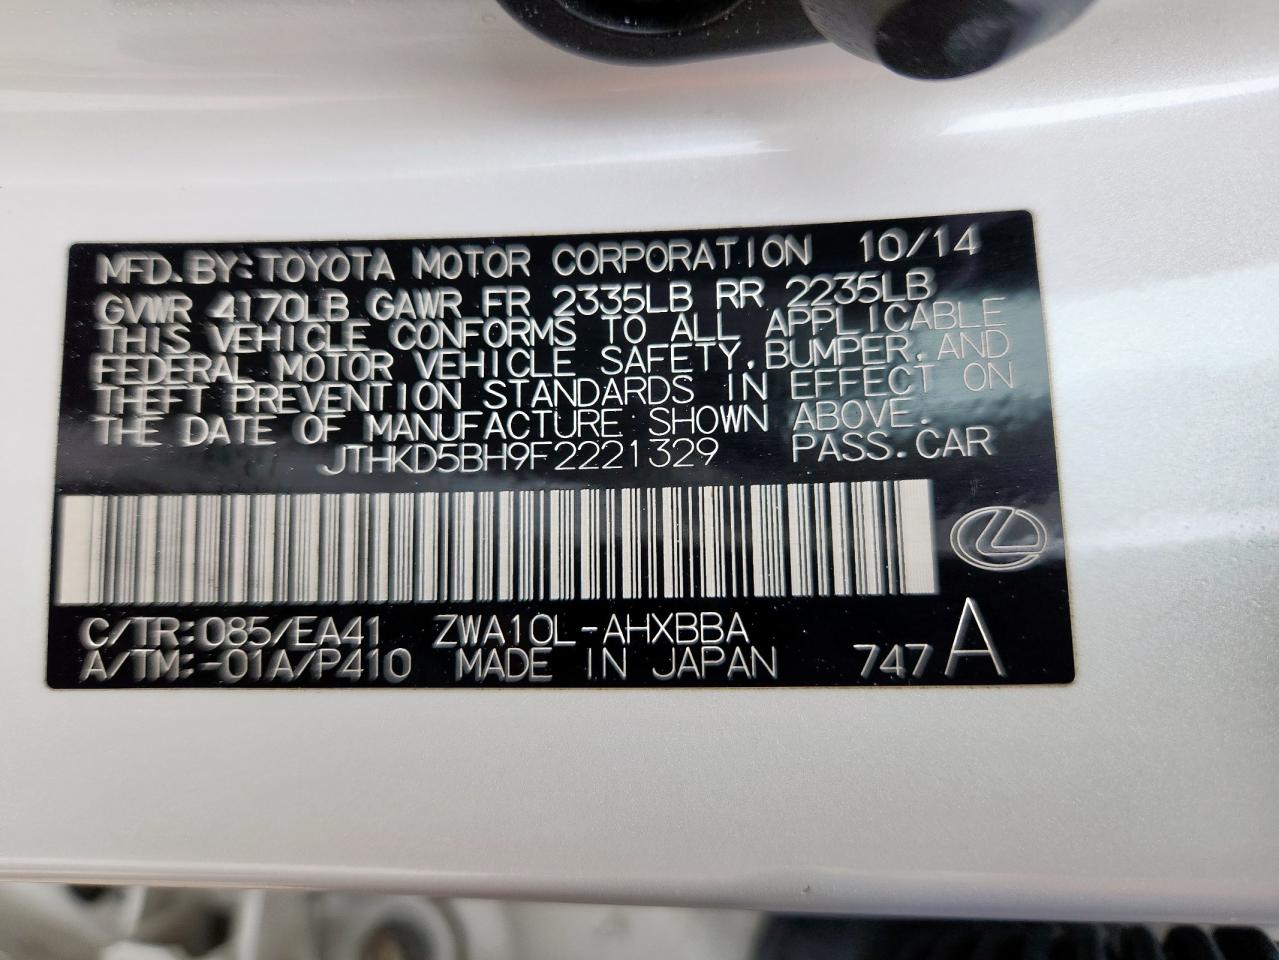 MFD.BY:TOYOTA MOTOR CORPORATION 10/14
GVWR 4170LB GAWR FR 2335LB RR 2235LB
THIS VEHICLE CONFORMS TO ALL APPLICABLE
FEDERAL MOTOR VEHICLE SAFETY,BUMPER,AND
THEFT PREVENTION STANDARDS IN EFFECT ON
THE DATE OF MANUFACTURE SHOWN ABOVE.
JTHKD5BH9F2221329 PASS.CAR
C/TR:085/EA41 ZWA10L-AHXBBA
A/TM:-01A/P410 MADE IN JAPAN 747 A